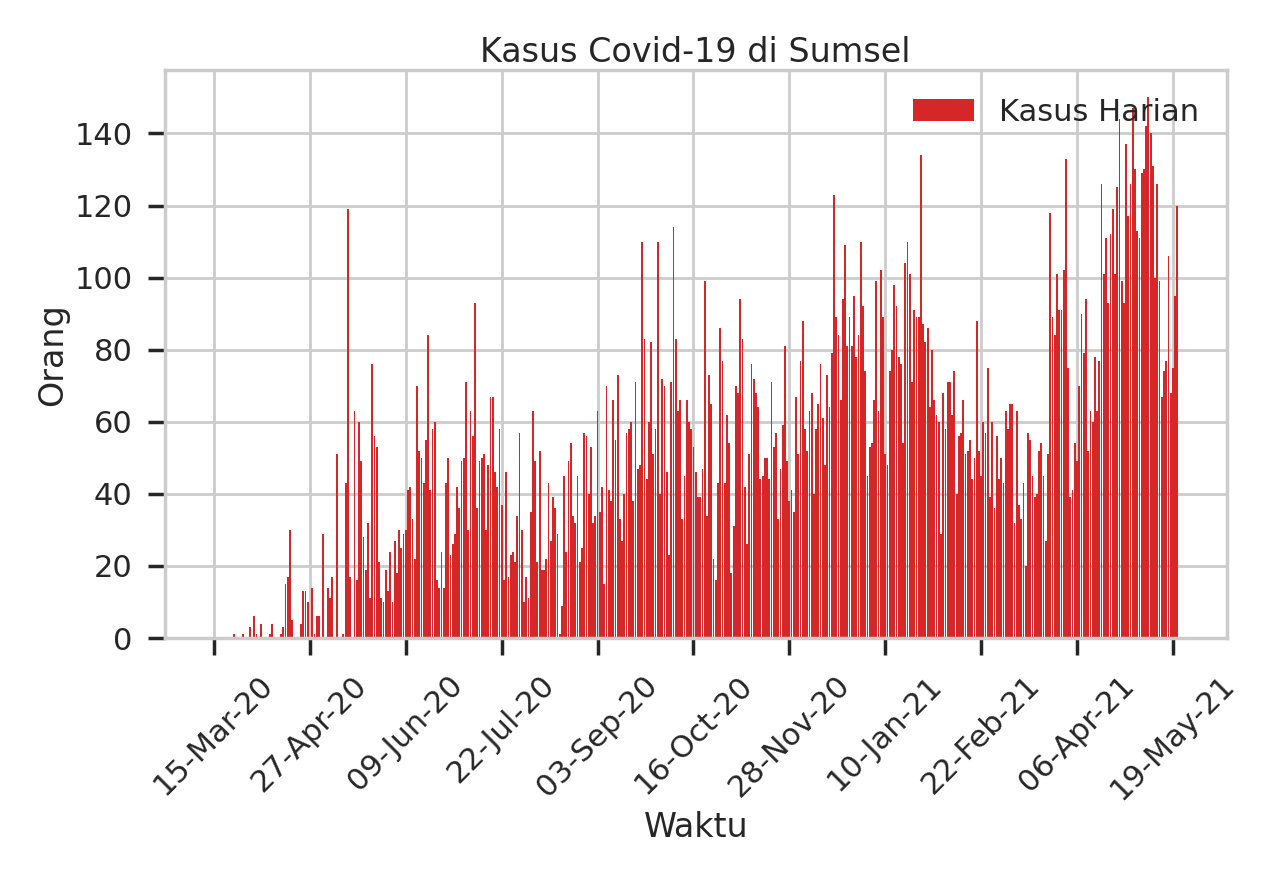 Kasus Covid-19 di Sumsel
Kasus Harian
Orang
140
120
100
80
60
40
20
0
15-Mar-20
27-Apr-20
09-Jun-20
22-Jul-20
03-Sep-20
16-Oct-20
28-Nov-20
10-Jan-21
22-Feb-21
06-Apr-21
19-May-21
Waktu